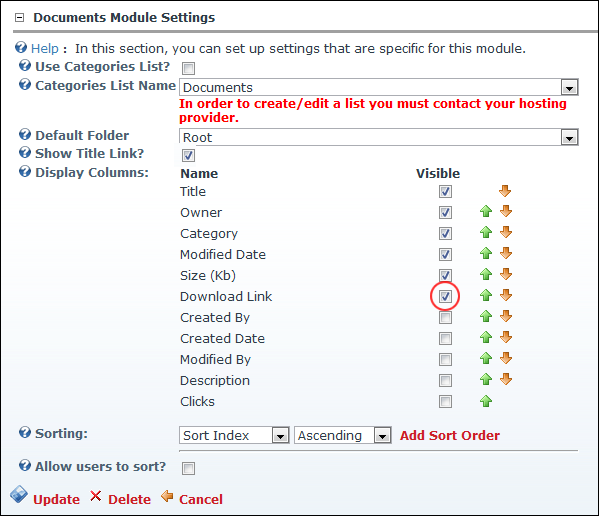 Documents Module Settings
Help : In this section, you can set up settings that are specific for this module.
Use Categories List?
Categories List Name Documents
In order to create/edit a list you must contact your hosting
provider.
Default Folder Root
Show Title Link?
Display Columns: Name Visible
Title
Owner
Category
Modified Date
Size (Kb)
Download Link
Created By
Created Date
Modified By
Description
Clicks
Sorting: Sort Index Ascending Add Sort Order
Allow users to sort?
Update Delete Cancel